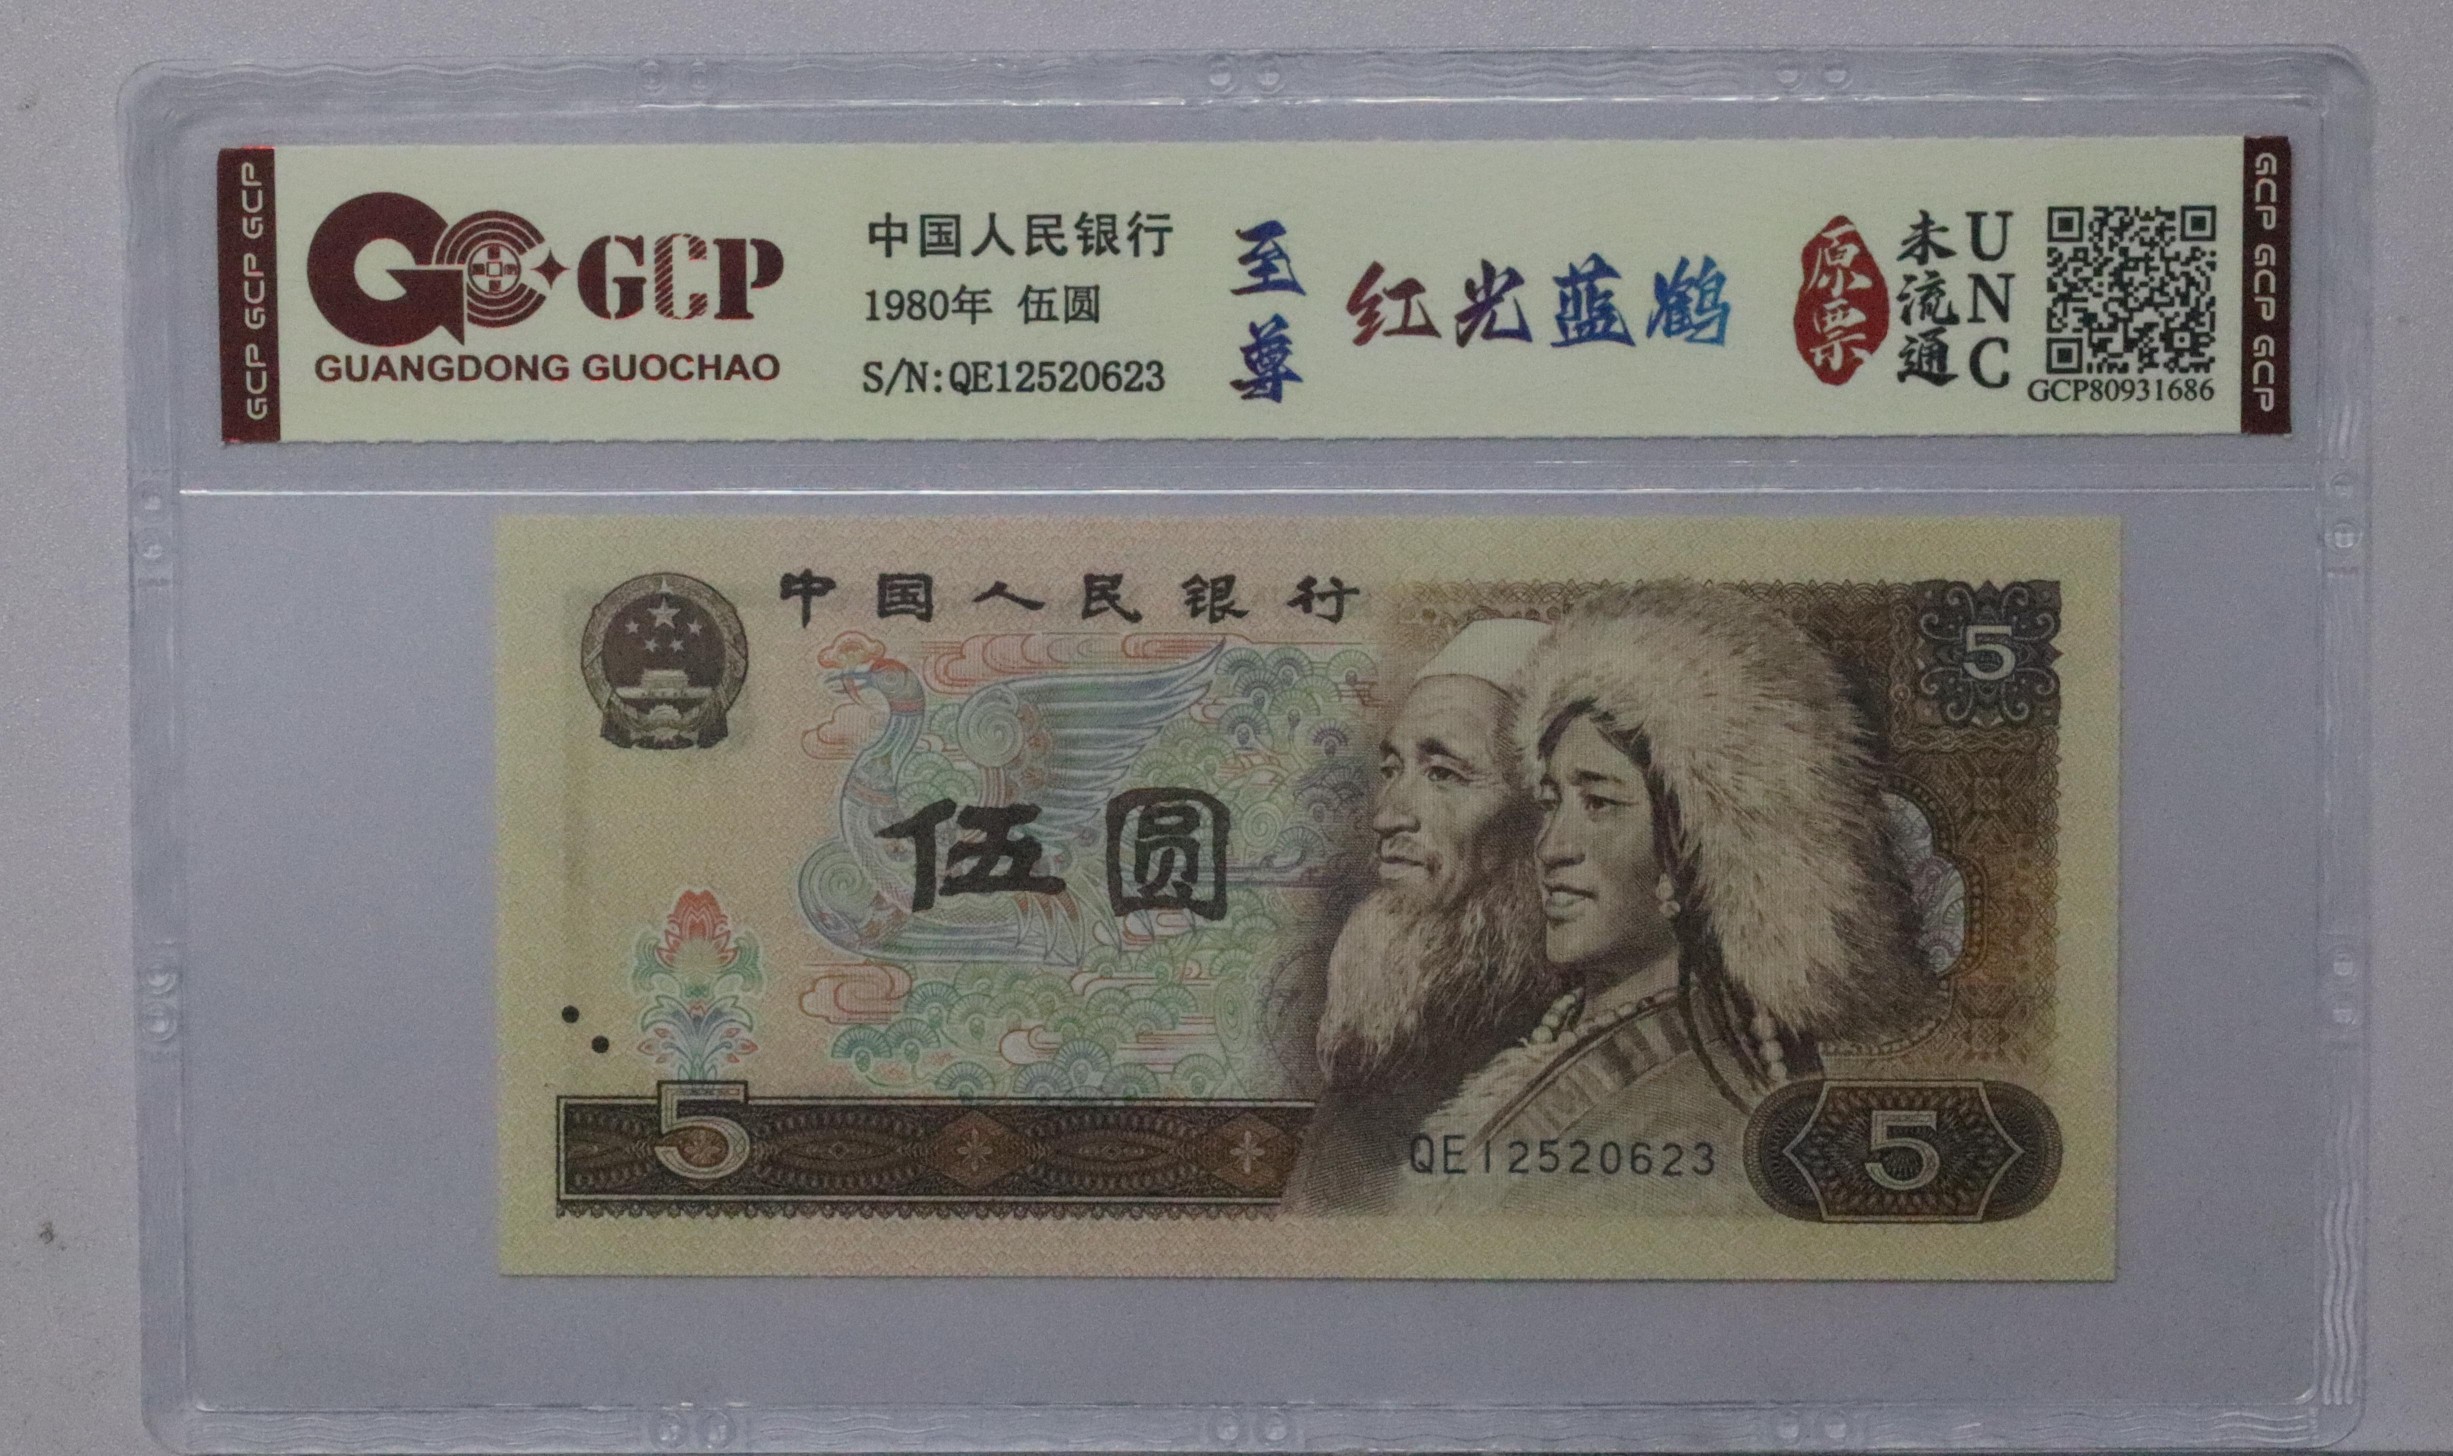 GCP GCP GCP
GCP
GUANGDONG GUOCHAO
中国人民银行
1980年 伍圆
S/N:QE12520623
至尊
红光蓝鹤
原票
未流通
UNC
GCP80931686
GCP GCP GCP
中国人民银行
5
伍圆
5
QE12520623
5